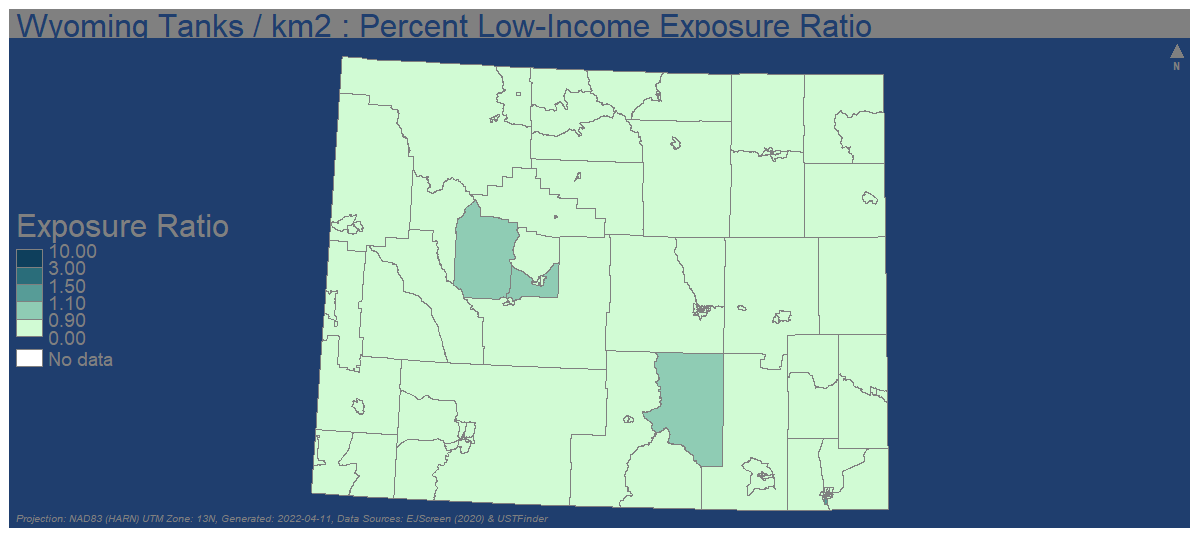 Wyoming Tanks / km2 : Percent Low-Income Exposure Ratio
N
Exposure Ratio
10.00
3.00
1.50
1.10
0.90
0.00
No data
Projection: NAD83 (HARN) UTM Zone: 13N, Generated: 2022-04-11, Data Sources: EJScreen (2020) & USTFinder